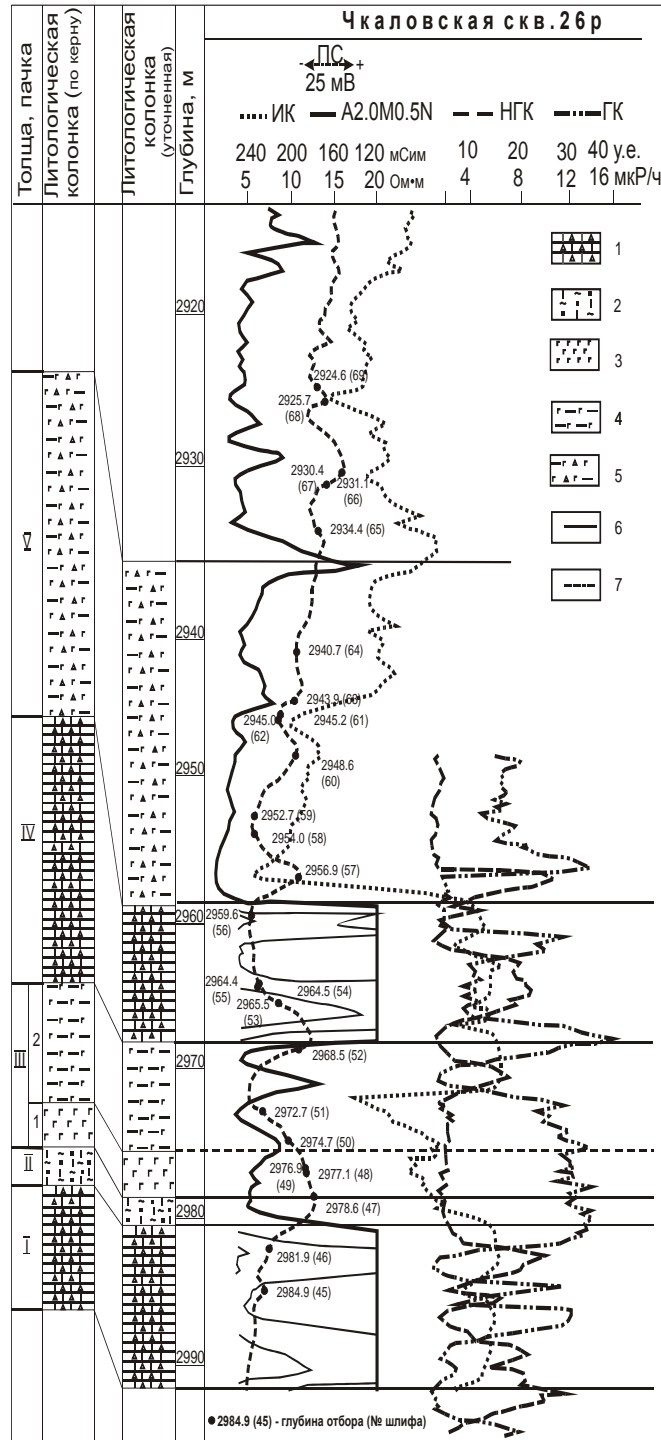 Чкаловская скв.26р
Толща, пачка
Литологическая колонка (по керну)
Литологическая колонка (уточненная)
Глубина, м
- ПС +
25 мВ
ИК A2.0M0.5N НГК ГК
240 200 160 120 мСим 10 20 30 40 у.е.
5 10 15 20 Ом•м 4 8 12 16 мкР/ч
1
2
3
4
5
6
7
2920
2924.6 (69)
2925.7 (68)
2930
2930.4 (67)
2931.1 (66)
2934.4 (65)
V
2940
2940.7 (64)
2943.9 (63)
2945.0 (62)
2945.2 (61)
2948.6 (60)
2950
2952.7 (59)
2954.0 (58)
2956.9 (57)
IV
2960
2959.6 (56)
2964.4 (55)
2964.5 (54)
2965.5 (53)
2968.5 (52)
2970
III
2
1
2972.7 (51)
2974.7 (50)
2976.9 (49)
2977.1 (48)
2978.6 (47)
II
2980
I
2981.9 (46)
2984.9 (45)
2990
2984.9 (45) - глубина отбора (№ шлифа)